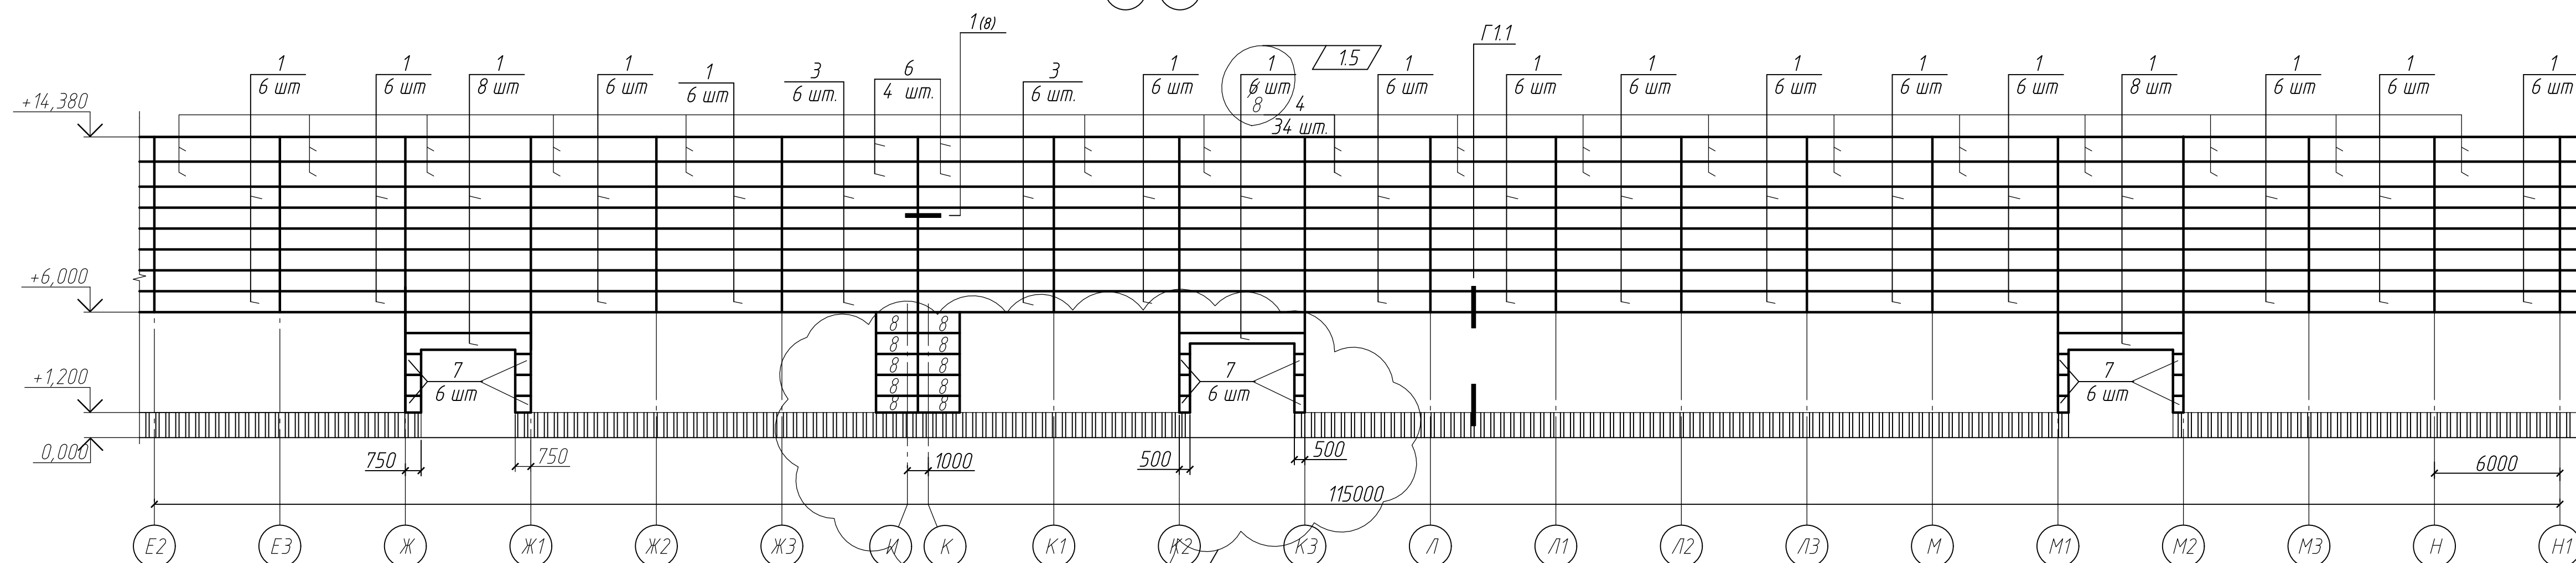 1 (8)
Г1.1
1.5
1
6 шт
1
6 шт
1
8 шт
1
6 шт
1
6 шт
3
6 шт.
6
4 шт.
3
6 шт.
1
6 шт
1
6 шт
8
4
34 шт.
1
6 шт
1
6 шт
1
6 шт
1
6 шт
1
6 шт
1
6 шт
1
8 шт
1
6 шт
1
6 шт
1
6 шт
+14,380
+6,000
+1,200
0,000
8 8
8 8
8 8
8 8
8 8
7
6 шт
7
6 шт
7
6 шт
750
750
1000
500
500
6000
115000
Е2 Е3 Ж Ж1 Ж2 Ж3 И К К1 К2 К3 Л Л1 Л2 Л3 М М1 М2 М3 Н Н1